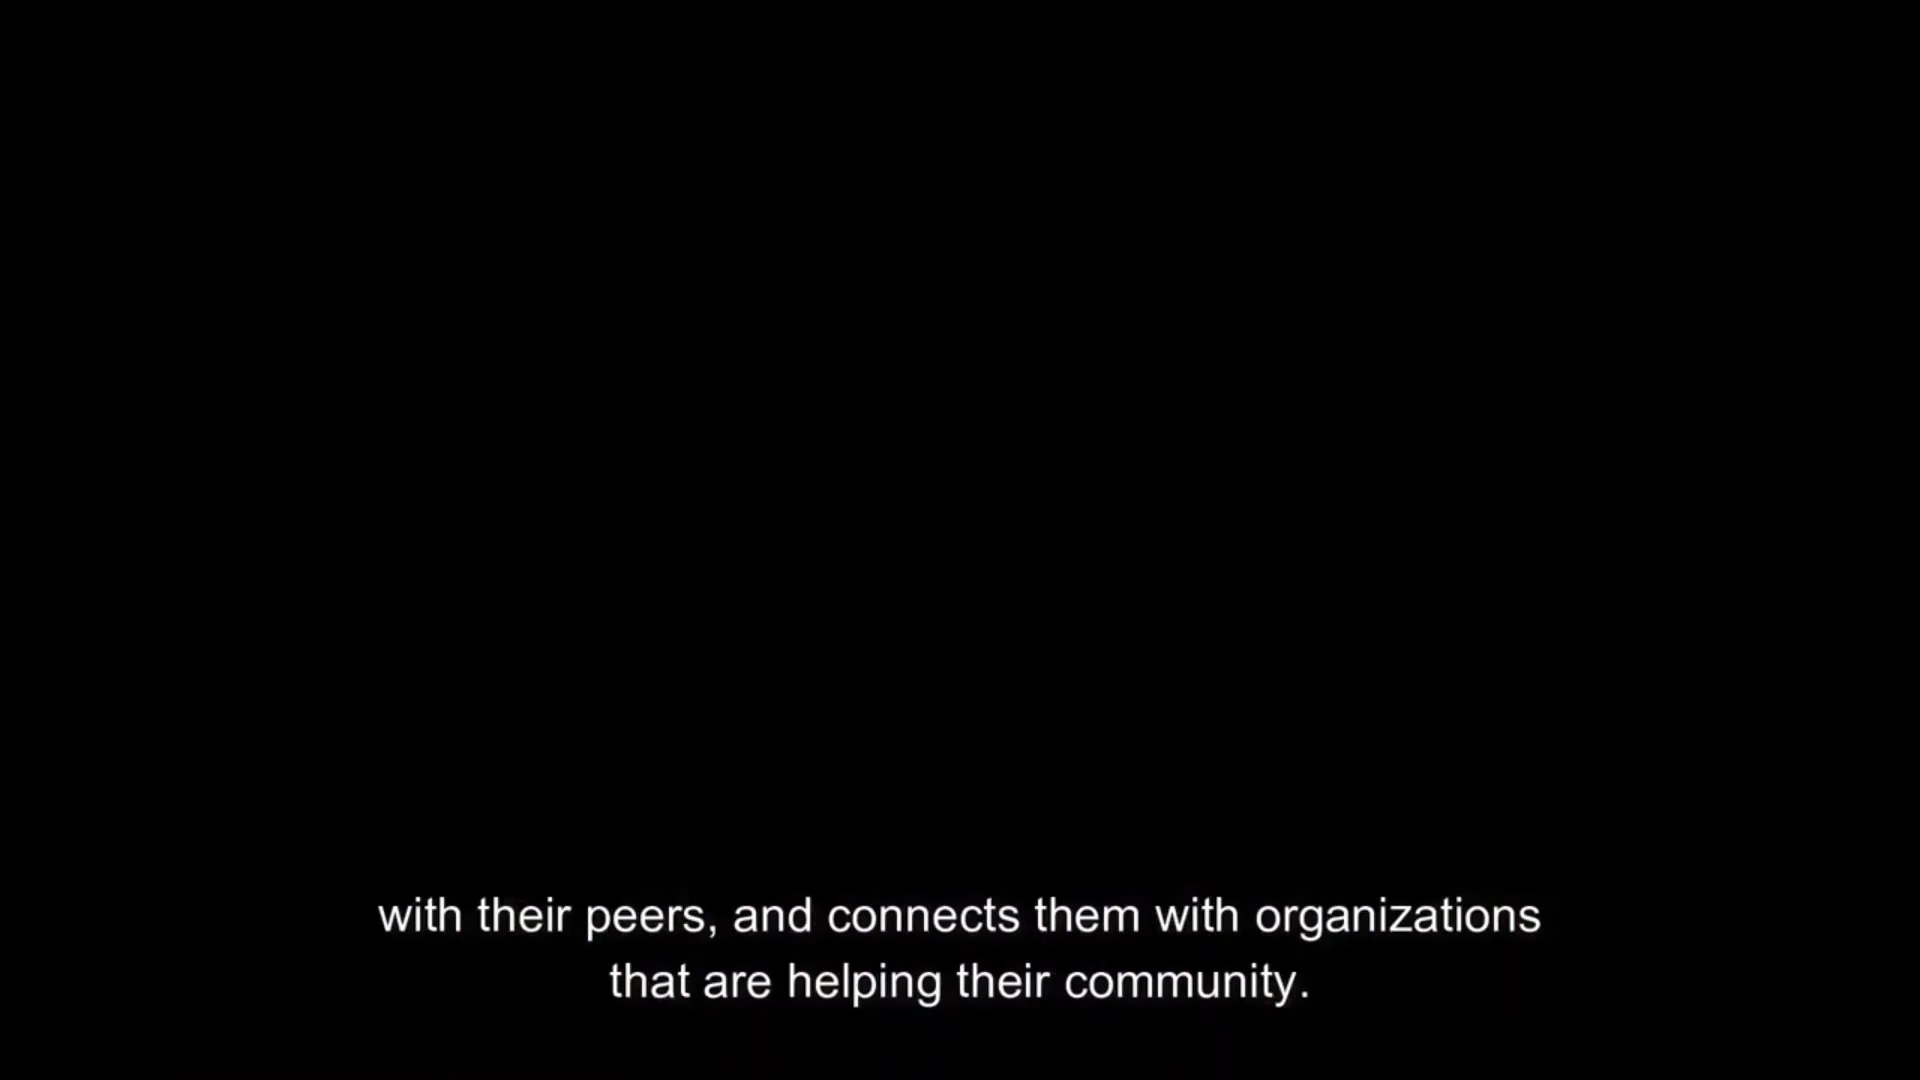 with their peers, and connects them with organizations
that are helping their community.